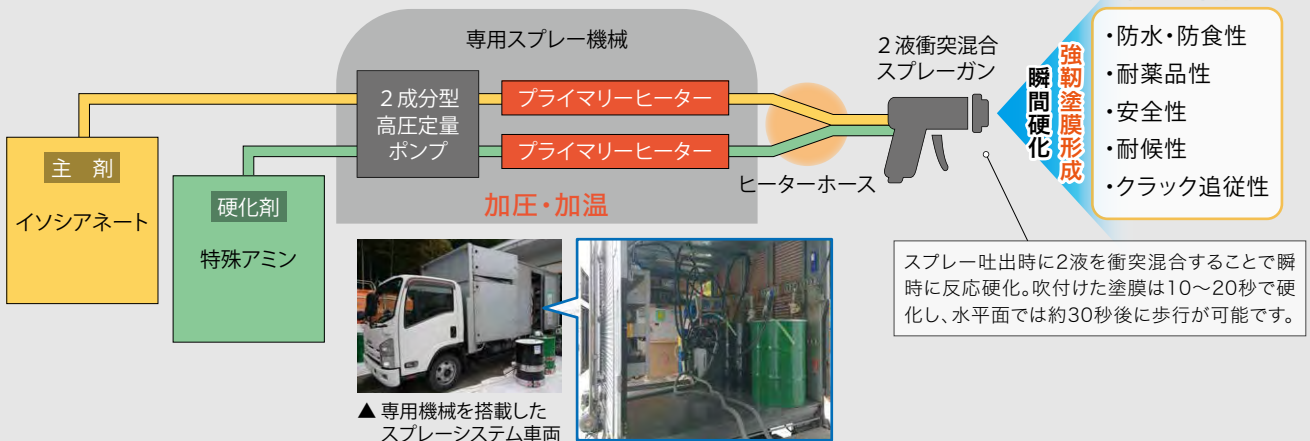 専用スプレー機械
2成分型
高圧定量
ポンプ
プライマリーヒーター
プライマリーヒーター
加圧・加温
主 剤
イソシアネート
硬化剤
特殊アミン
ヒーターホース
2液衝突混合
スプレーガン
瞬間硬化
強靭塗膜形成
・防水・防食性
・耐薬品性
・安全性
・耐候性
・クラック追従性
スプレー吐出時に2液を衝突混合することで瞬
時に反応硬化。吹付けた塗膜は10〜20秒で硬
化し、水平面では約30秒後に歩行が可能です。
▲ 専用機械を搭載した
スプレーシステム車両